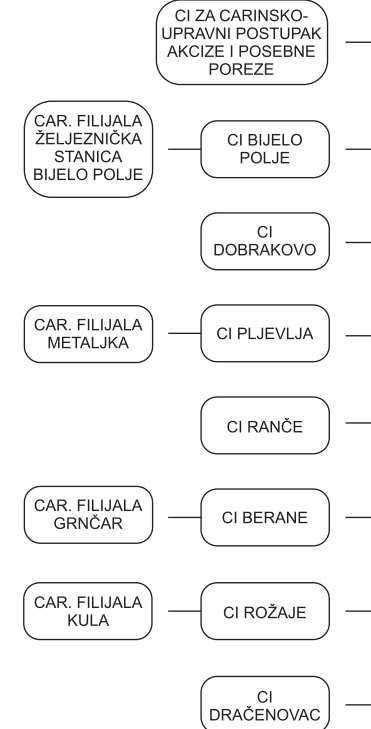 CI ZA CARINSKO-
UPRAVNI POSTUPAK
AKCIZE I POSEBNE
POREZE
CAR. FILIJALA
ŽELJEZNIČKA
STANICA
BIJELO POLJE
CI BIJELO
POLJE
CI
DOBRAKOVO
CAR. FILIJALA
METALJKA
CI PLJEVLJA
CI RANČE
CAR. FILIJALA
GRNČAR
CI BERANE
CAR. FILIJALA
KULA
CI ROŽAJE
CI
DRAČENOVAC